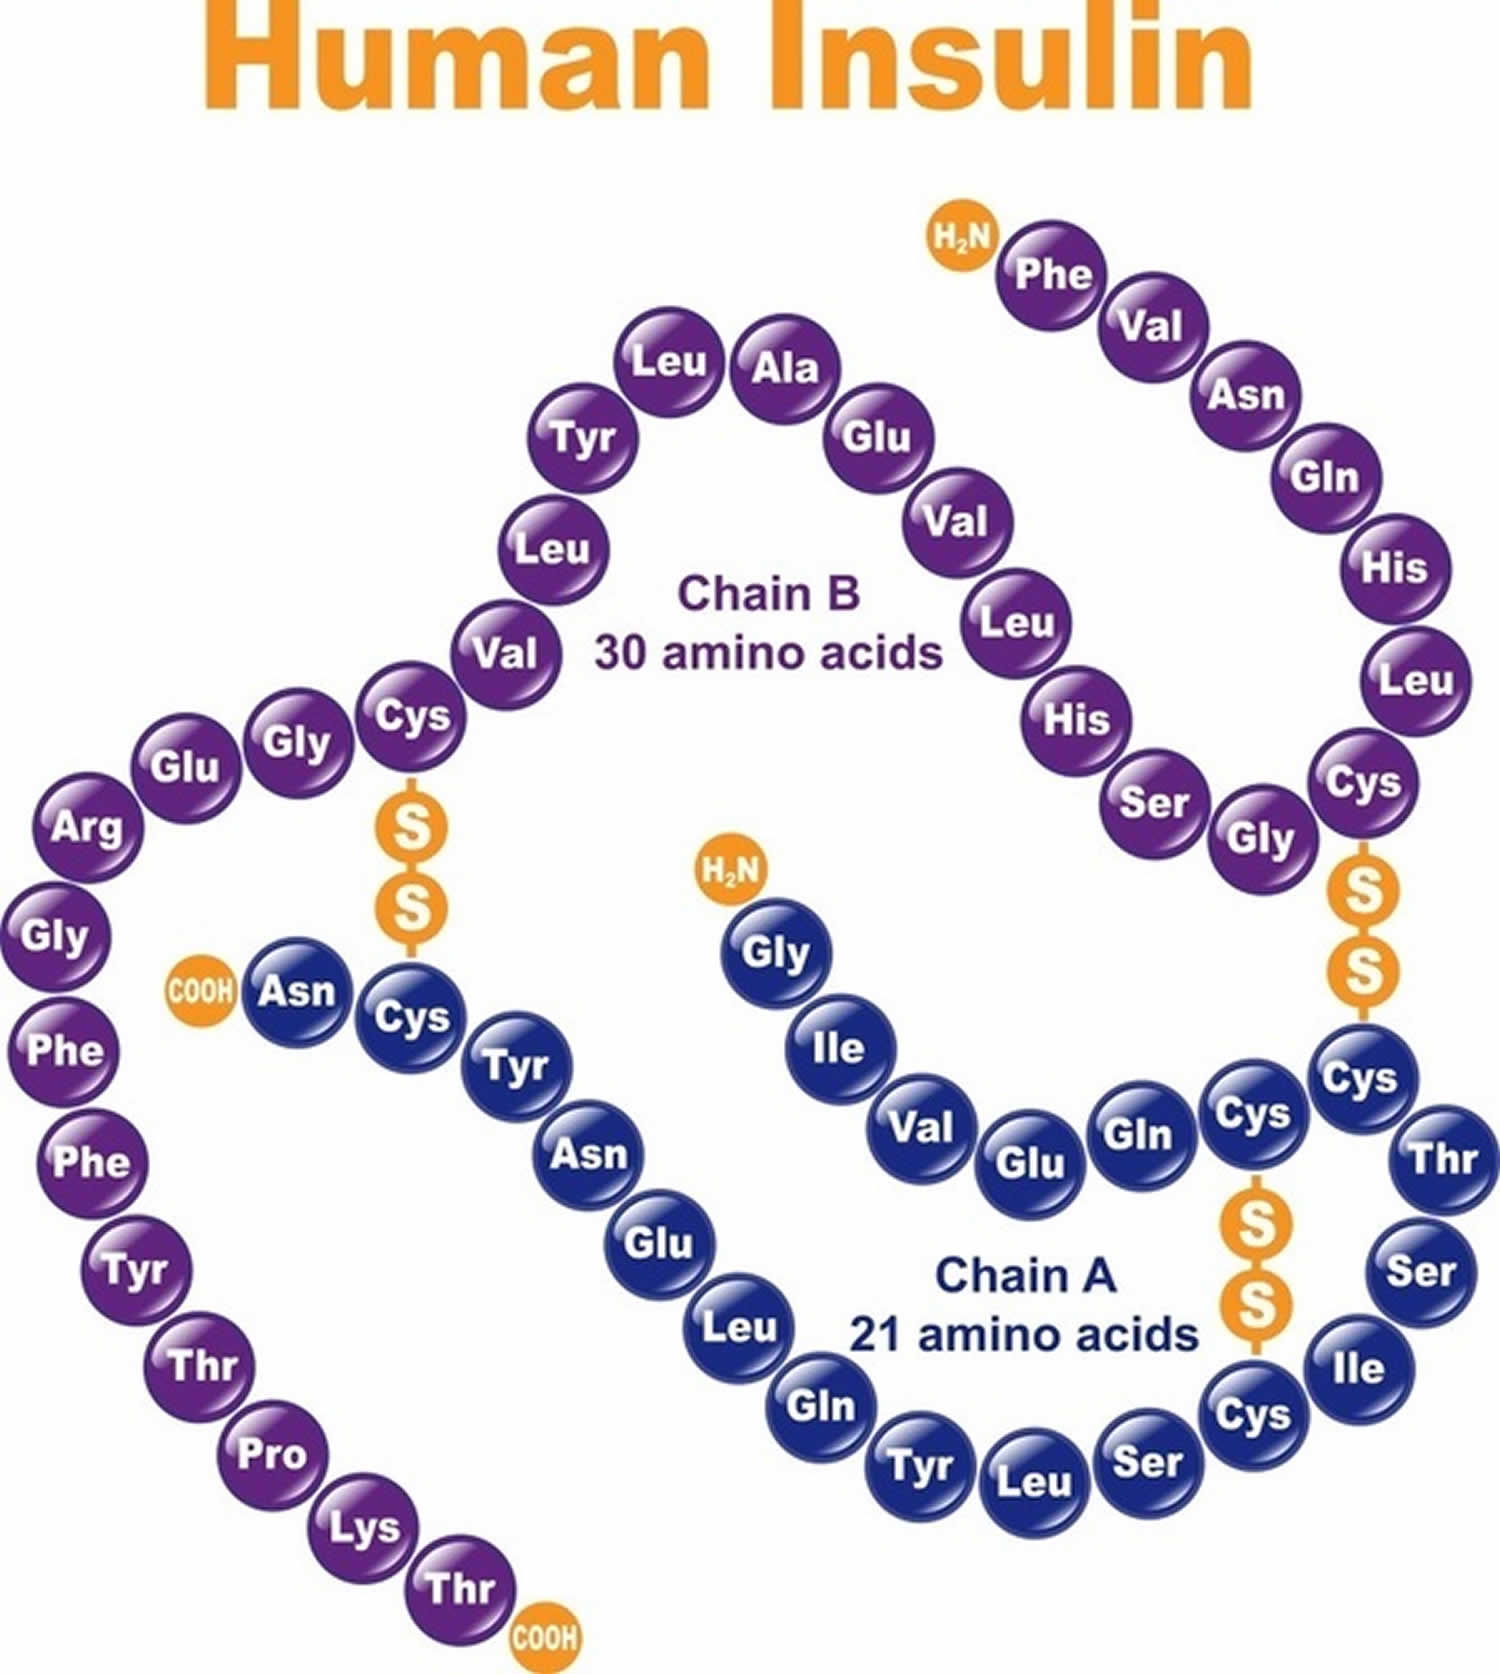 Human Insulin
H₂N
Phe
Val
Asn
Gln
His
Leu
Cys
Gly
Ser
His
Leu
Val
Glu
Ala
Leu
Tyr
Leu
Val
Cys
Gly
Glu
Arg
Gly
Phe
Phe
Tyr
Thr
Pro
Lys
Thr
COOH
Chain B
30 amino acids
S
S
S
S
H₂N
Gly
Ile
Val
Glu
Gln
Cys
Cys
Thr
Ser
Ile
Cys
Ser
Leu
Tyr
Gln
Leu
Glu
Asn
Tyr
Cys
Asn
COOH
S
S
Chain A
21 amino acids